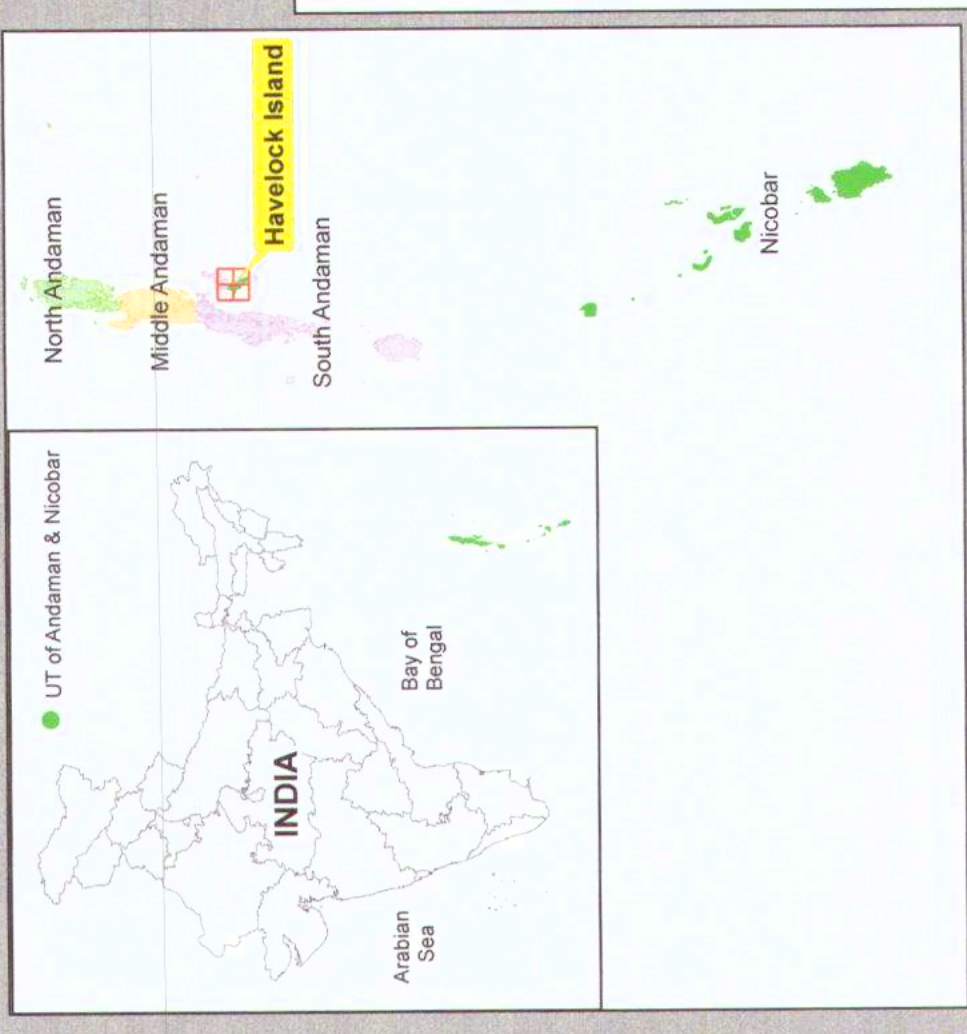 UT of Andaman & Nicobar
INDIA
Arabian
Sea
Bay of
Bengal
North Andaman
Middle Andaman
Havelock Island
South Andaman
Nicobar